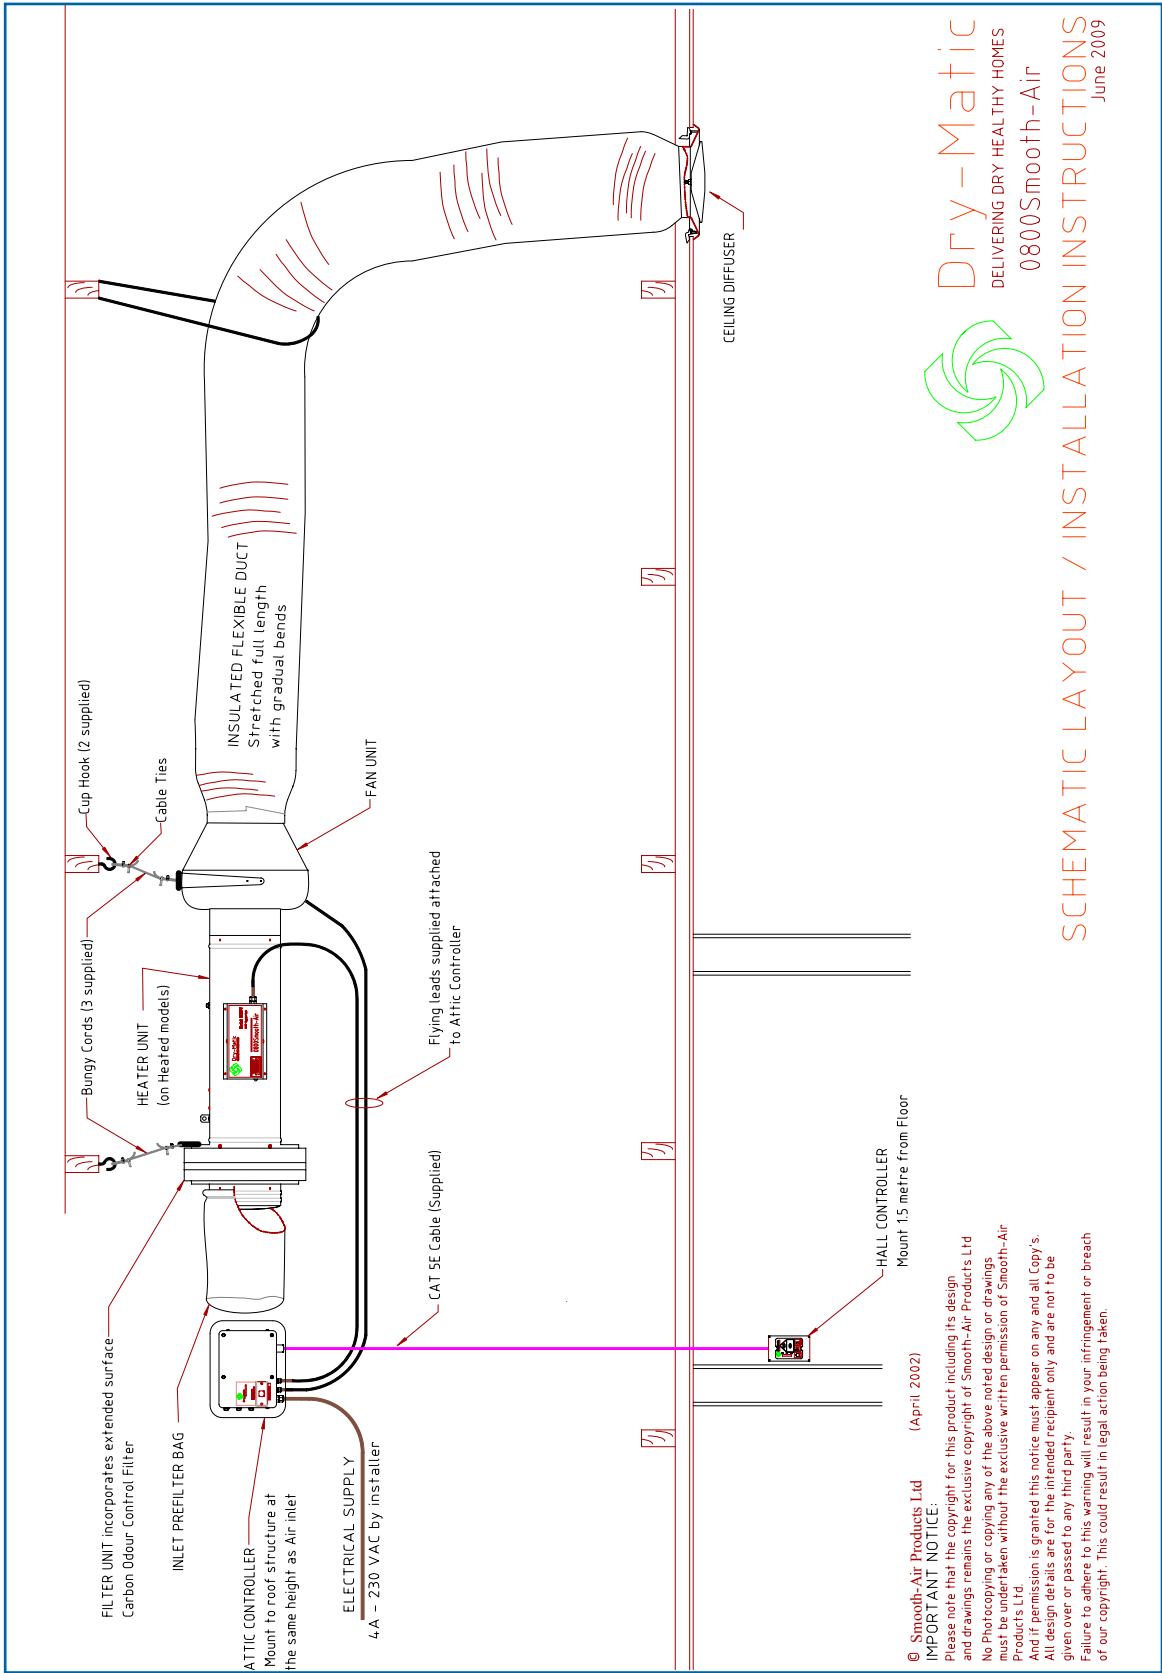 FILTER UNIT incorporates extended surface
Carbon Odour Control Filter
INLET PREFILTER BAG
ATTIC CONTROLLER
Mount to roof structure at
the same height as Air inlet
ELECTRICAL SUPPLY
4A - 230 VAC by installer
Bungy Cords (3 supplied)
HEATER UNIT
(on Heated models)
Cup Hook (2 supplied)
Cable Ties
FAN UNIT
INSULATED FLEXIBLE DUCT
Stretched full length
with gradual bends
Dry-Matic
0800Smooth-Air
Flying leads supplied attached
to Attic Controller
CAT 5E Cable (Supplied)
CEILING DIFFUSER
HALL CONTROLLER
Mount 1.5 metre from Floor
© Smooth-Air Products Ltd (April 2002)
IMPORTANT NOTICE:
Please note that the copyright for this product including its design
and drawings remains the exclusive copyright of Smooth-Air Products Ltd
No Photocopying or copying any of the above noted design or drawings
must be undertaken without the exclusive written permission of Smooth-Air
Products Ltd.
And if permission is granted this notice must appear on any and all Copy's.
All design details are for the intended recipient only and are not to be
given over or passed to any third party.
Failure to adhere to this warning will result in your infringement or breach
of our copyright. This could result in legal action being taken.
Dry-Matic
DELIVERING DRY HEALTHY HOMES
0800Smooth-Air
SCHEMATIC LAYOUT / INSTALLATION INSTRUCTIONS
June 2009